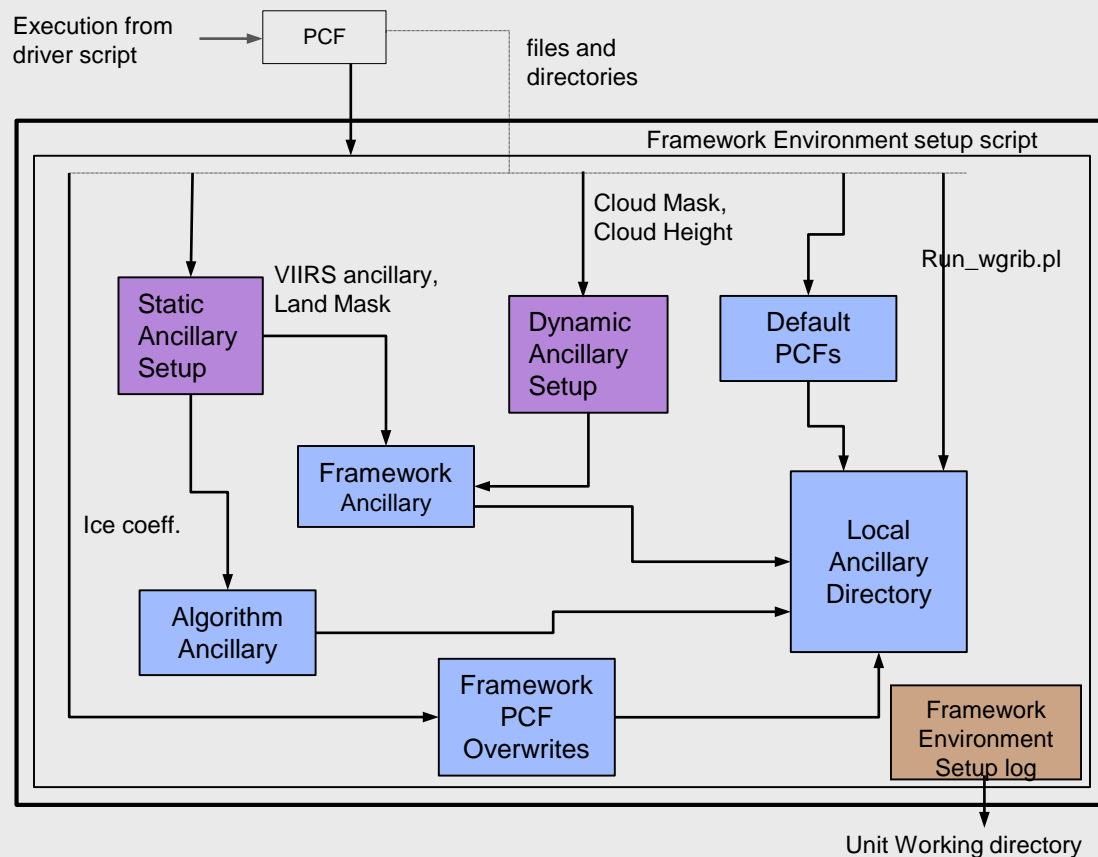 Execution from
driver script
PCF
files and
directories
Framework Environment setup script
Cloud Mask,
Cloud Height
Run_wgrib.pl
VIIRS ancillary,
Land Mask
Static
Ancillary
Setup
Dynamic
Ancillary
Setup
Default
PCFs
Framework
Ancillary
Ice coeff.
Local
Ancillary
Directory
Algorithm
Ancillary
Framework
PCF
Overwrites
Framework
Environment
Setup log
Unit Working directory